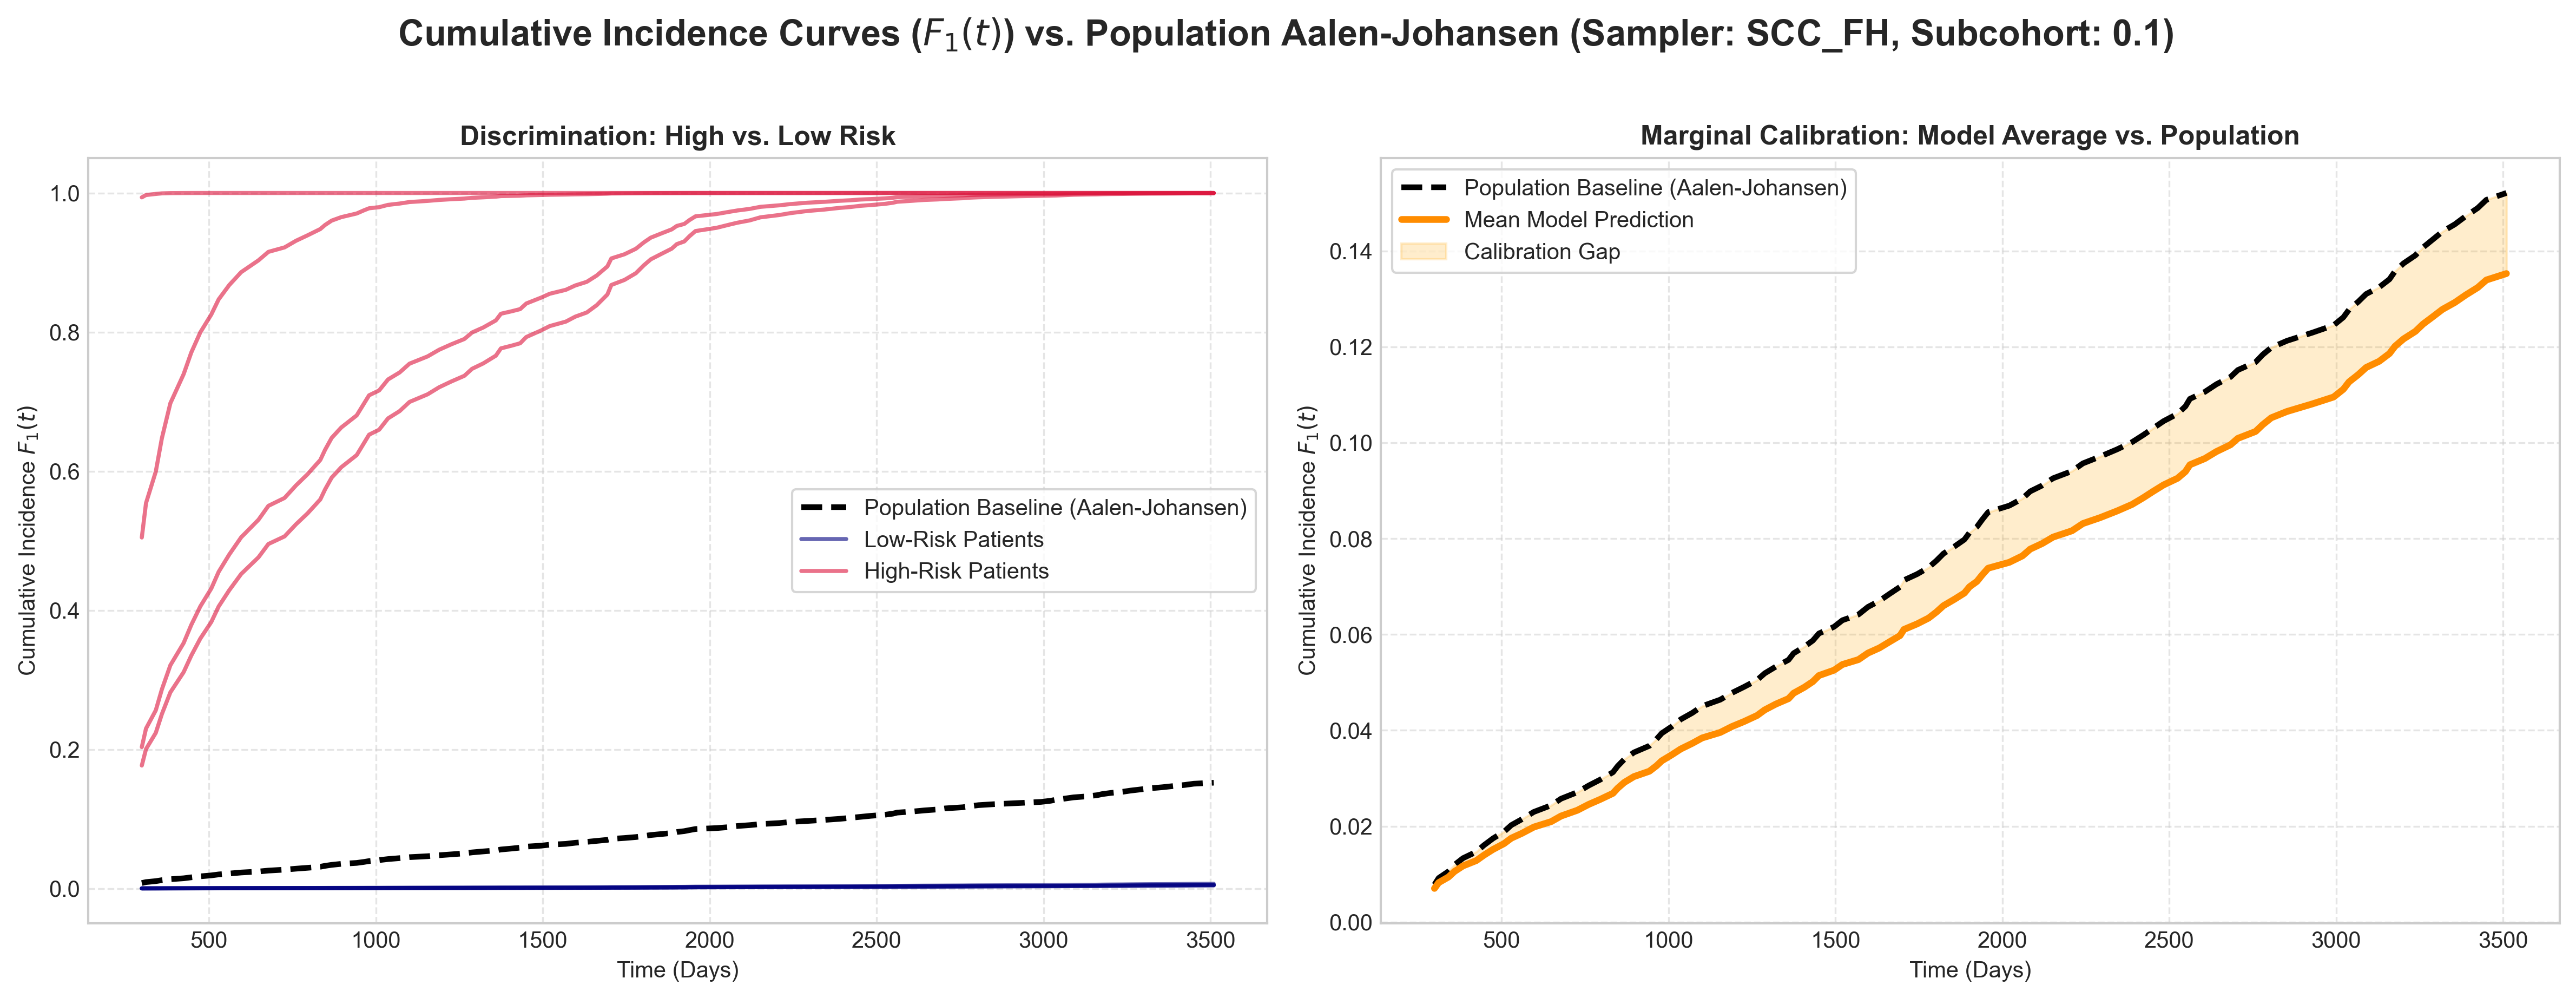 Cumulative Incidence Curves (F₁(t)) vs. Population Aalen-Johansen (Sampler: SCC_FH, Subcohort: 0.1)
Discrimination: High vs. Low Risk
Cumulative Incidence F₁(t)
1.0
0.8
0.6
0.4
0.2
0.0
Population Baseline (Aalen-Johansen)
Low-Risk Patients
High-Risk Patients
500 1000 1500 2000 2500 3000 3500
Time (Days)
Marginal Calibration: Model Average vs. Population
Cumulative Incidence F₁(t)
Population Baseline (Aalen-Johansen)
Mean Model Prediction
Calibration Gap
0.14
0.12
0.10
0.08
0.06
0.04
0.02
0.00
500 1000 1500 2000 2500 3000 3500
Time (Days)